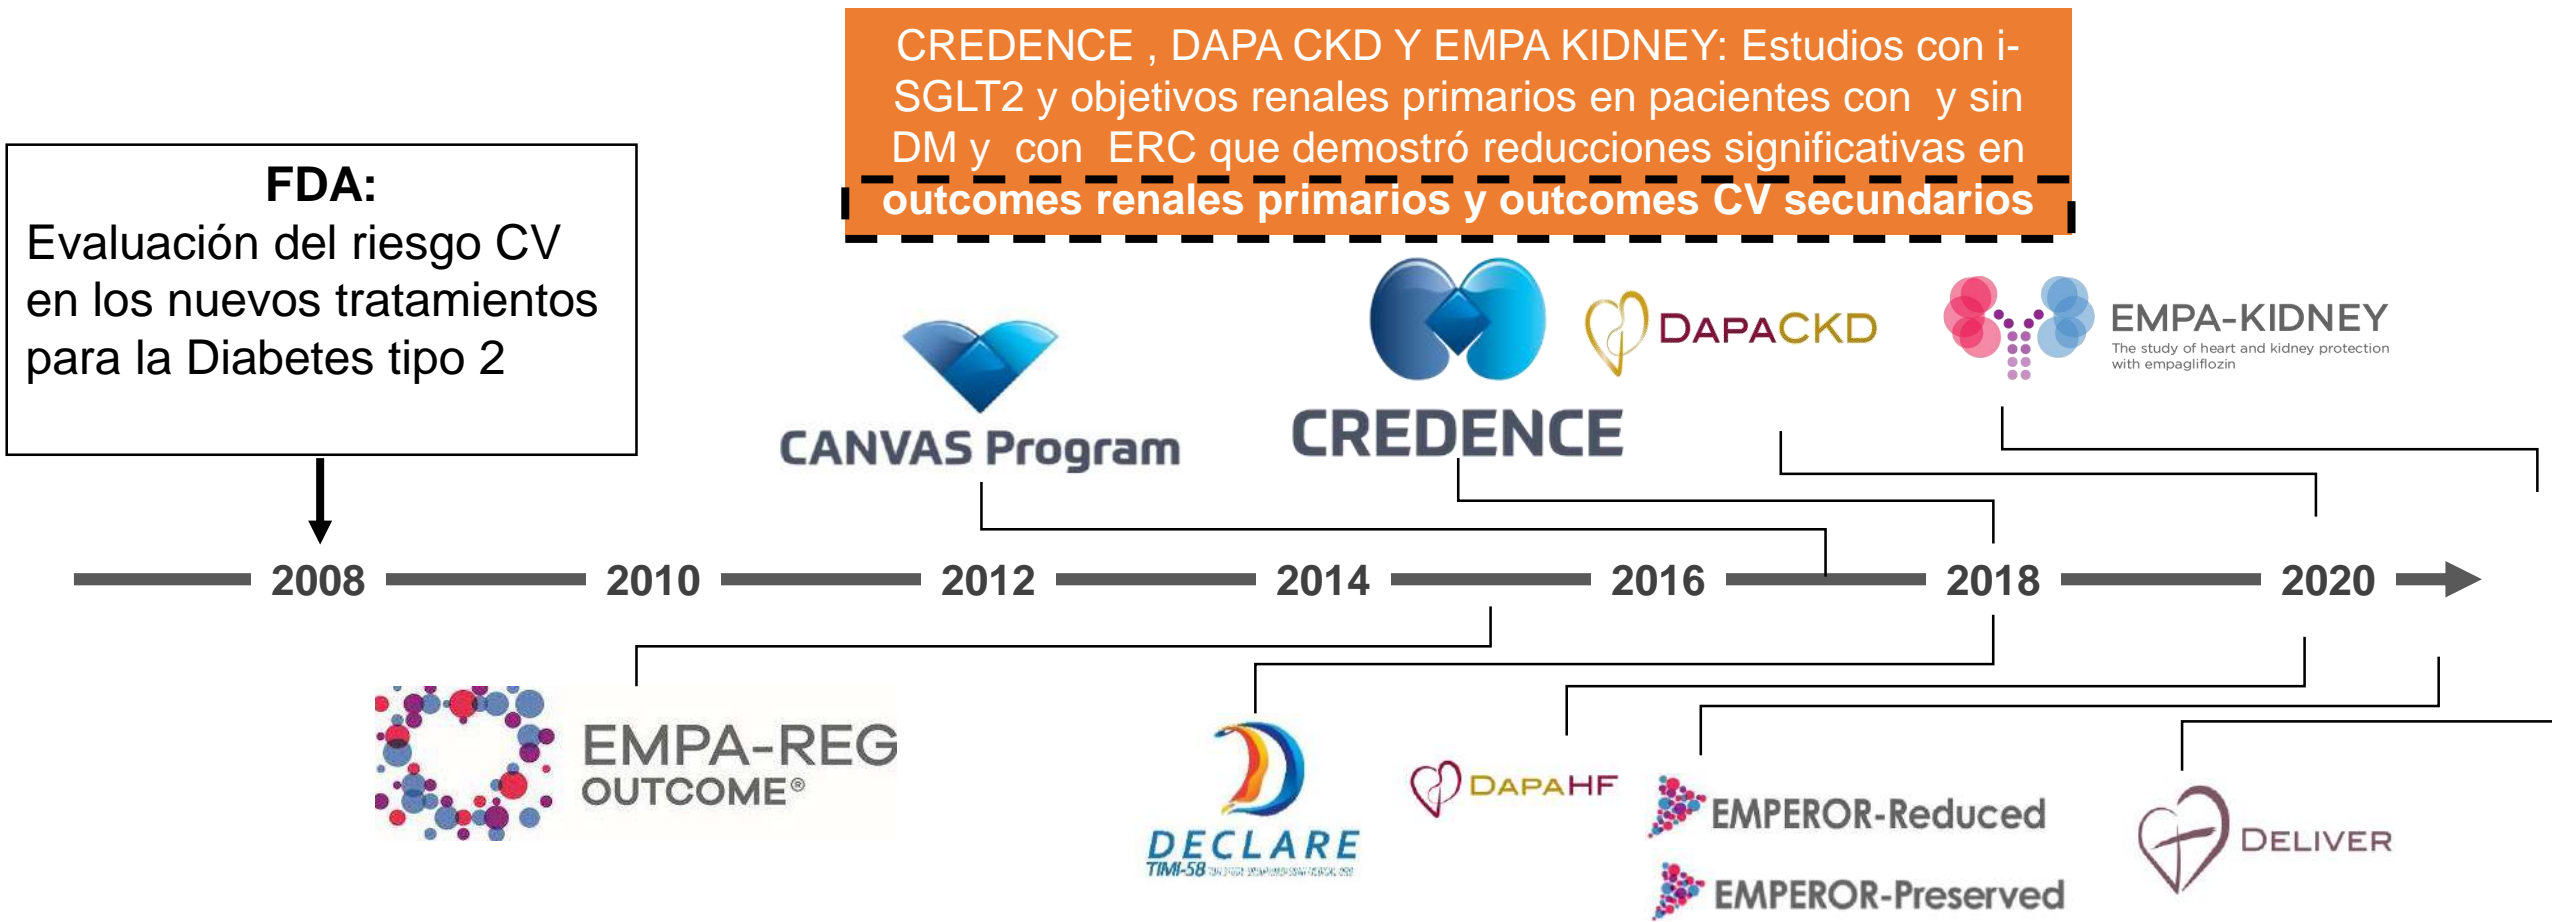 CREDENCE , DAPA CKD Y EMPA KIDNEY: Estudios con i-
SGLT2 y objetivos renales primarios en pacientes con y sin
DM y con ERC que demostró reducciones significativas en
outcomes renales primarios y outcomes CV secundarios
FDA:
Evaluación del riesgo CV
en los nuevos tratamientos
para la Diabetes tipo 2
CANVAS Program
CREDENCE
DAPACKD
EMPA-KIDNEY
The study of heart and kidney protection
with empagliflozin
2008
2010
2012
2014
2016
2018
2020
EMPA-REG
OUTCOME®
DECLARE
TIMI-58
DAPAHF
EMPEROR-Reduced
EMPEROR-Preserved
DELIVER